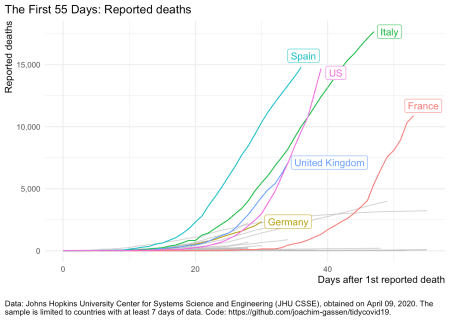 The First 55 Days: Reported deaths
Reported deaths
15,000
10,000
5,000
0
Italy
Spain
US
France
United Kingdom
Germany
0
20
40
Days after 1st reported death
Data: Johns Hopkins University Center for Systems Science and Engineering (JHU CSSE), obtained on April 09, 2020. The
sample is limited to countries with at least 7 days of data. Code: https://github.com/joachim-gassen/tidycovid19.